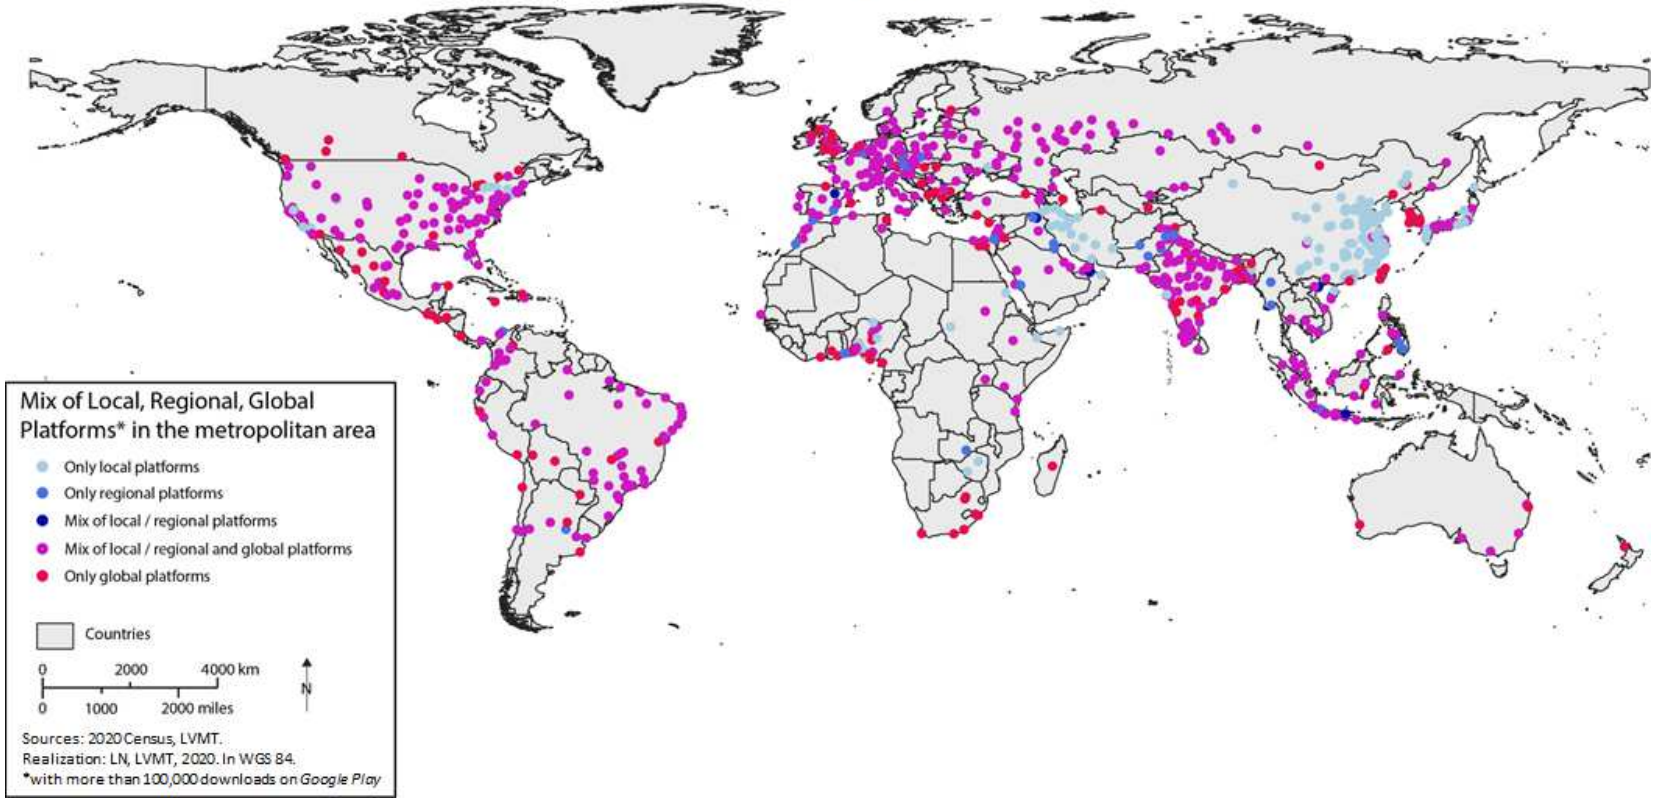 Mix of Local, Regional, Global
Platforms* in the metropolitan area
Only local platforms
Only regional platforms
Mix of local / regional platforms
Mix of local / regional and global platforms
Only global platforms
Countries
0 2000 4000 km
0 1000 2000 miles
N
Sources: 2020 Census, LVMT.
Realization: LN, LVMT, 2020. In WGS 84.
*with more than 100,000 downloads on Google Play